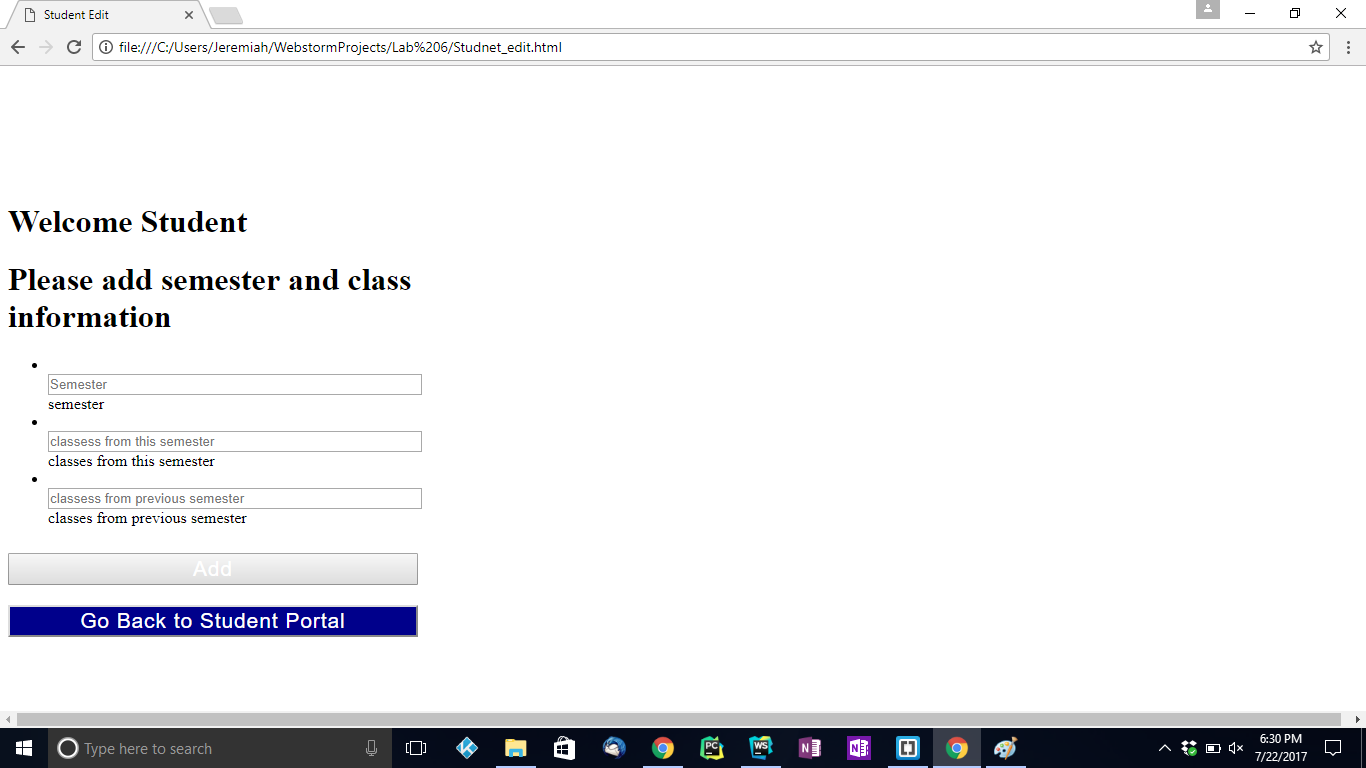 Student Edit
file:///C:/Users/Jeremiah/WebstormProjects/Lab%206/Studnet_edit.html
Welcome Student
Please add semester and class
information
Semester
semester
classess from this semester
classes from this semester
classess from previous semester
classes from previous semester
Add
Go Back to Student Portal
Type here to search
PC
WS
N
N
6:30 PM
7/22/2017